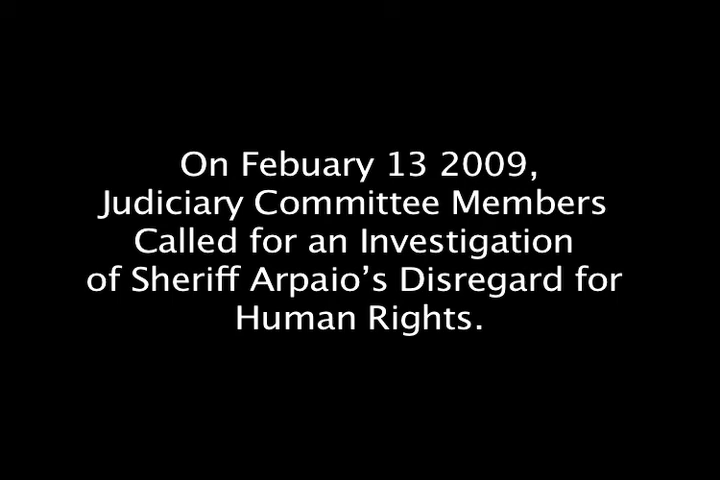 On Febuary 13 2009,
Judiciary Committee Members
Called for an Investigation
of Sheriff Arpaio’s Disregard for
Human Rights.